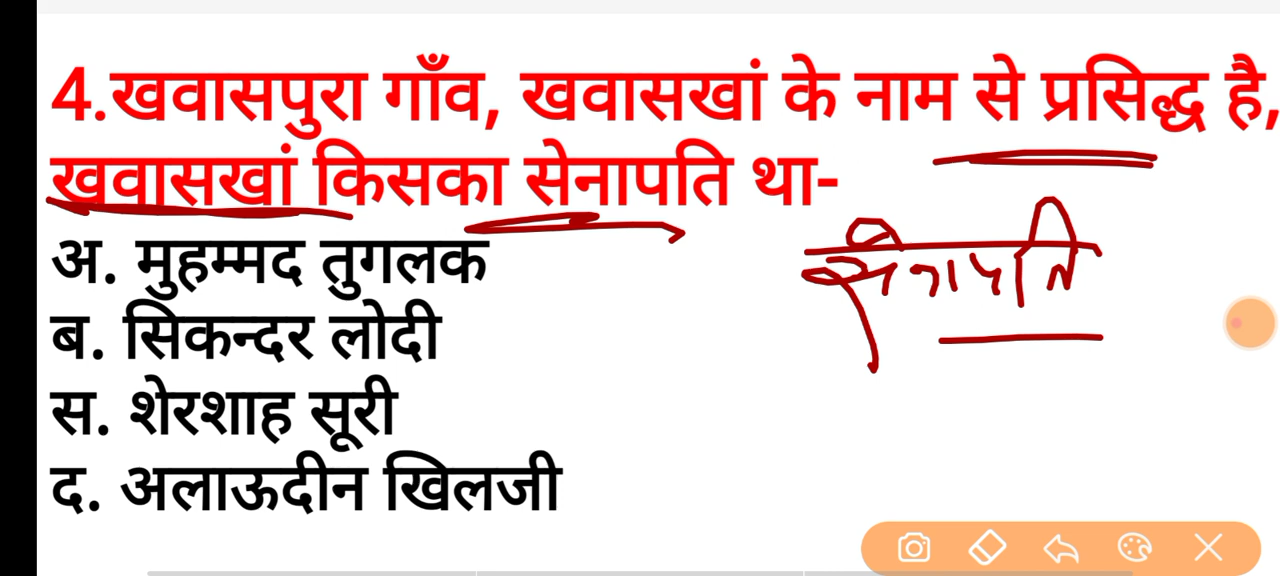 4.खवासपुरा गाँव, खवासखां के नाम से प्रसिद्ध है,
खवासखां किसका सेनापति था-
अ. मुहम्मद तुगलक
सेनापति
ब. सिकन्दर लोदी
स. शेरशाह सूरी
द. अलाऊदीन खिलजी